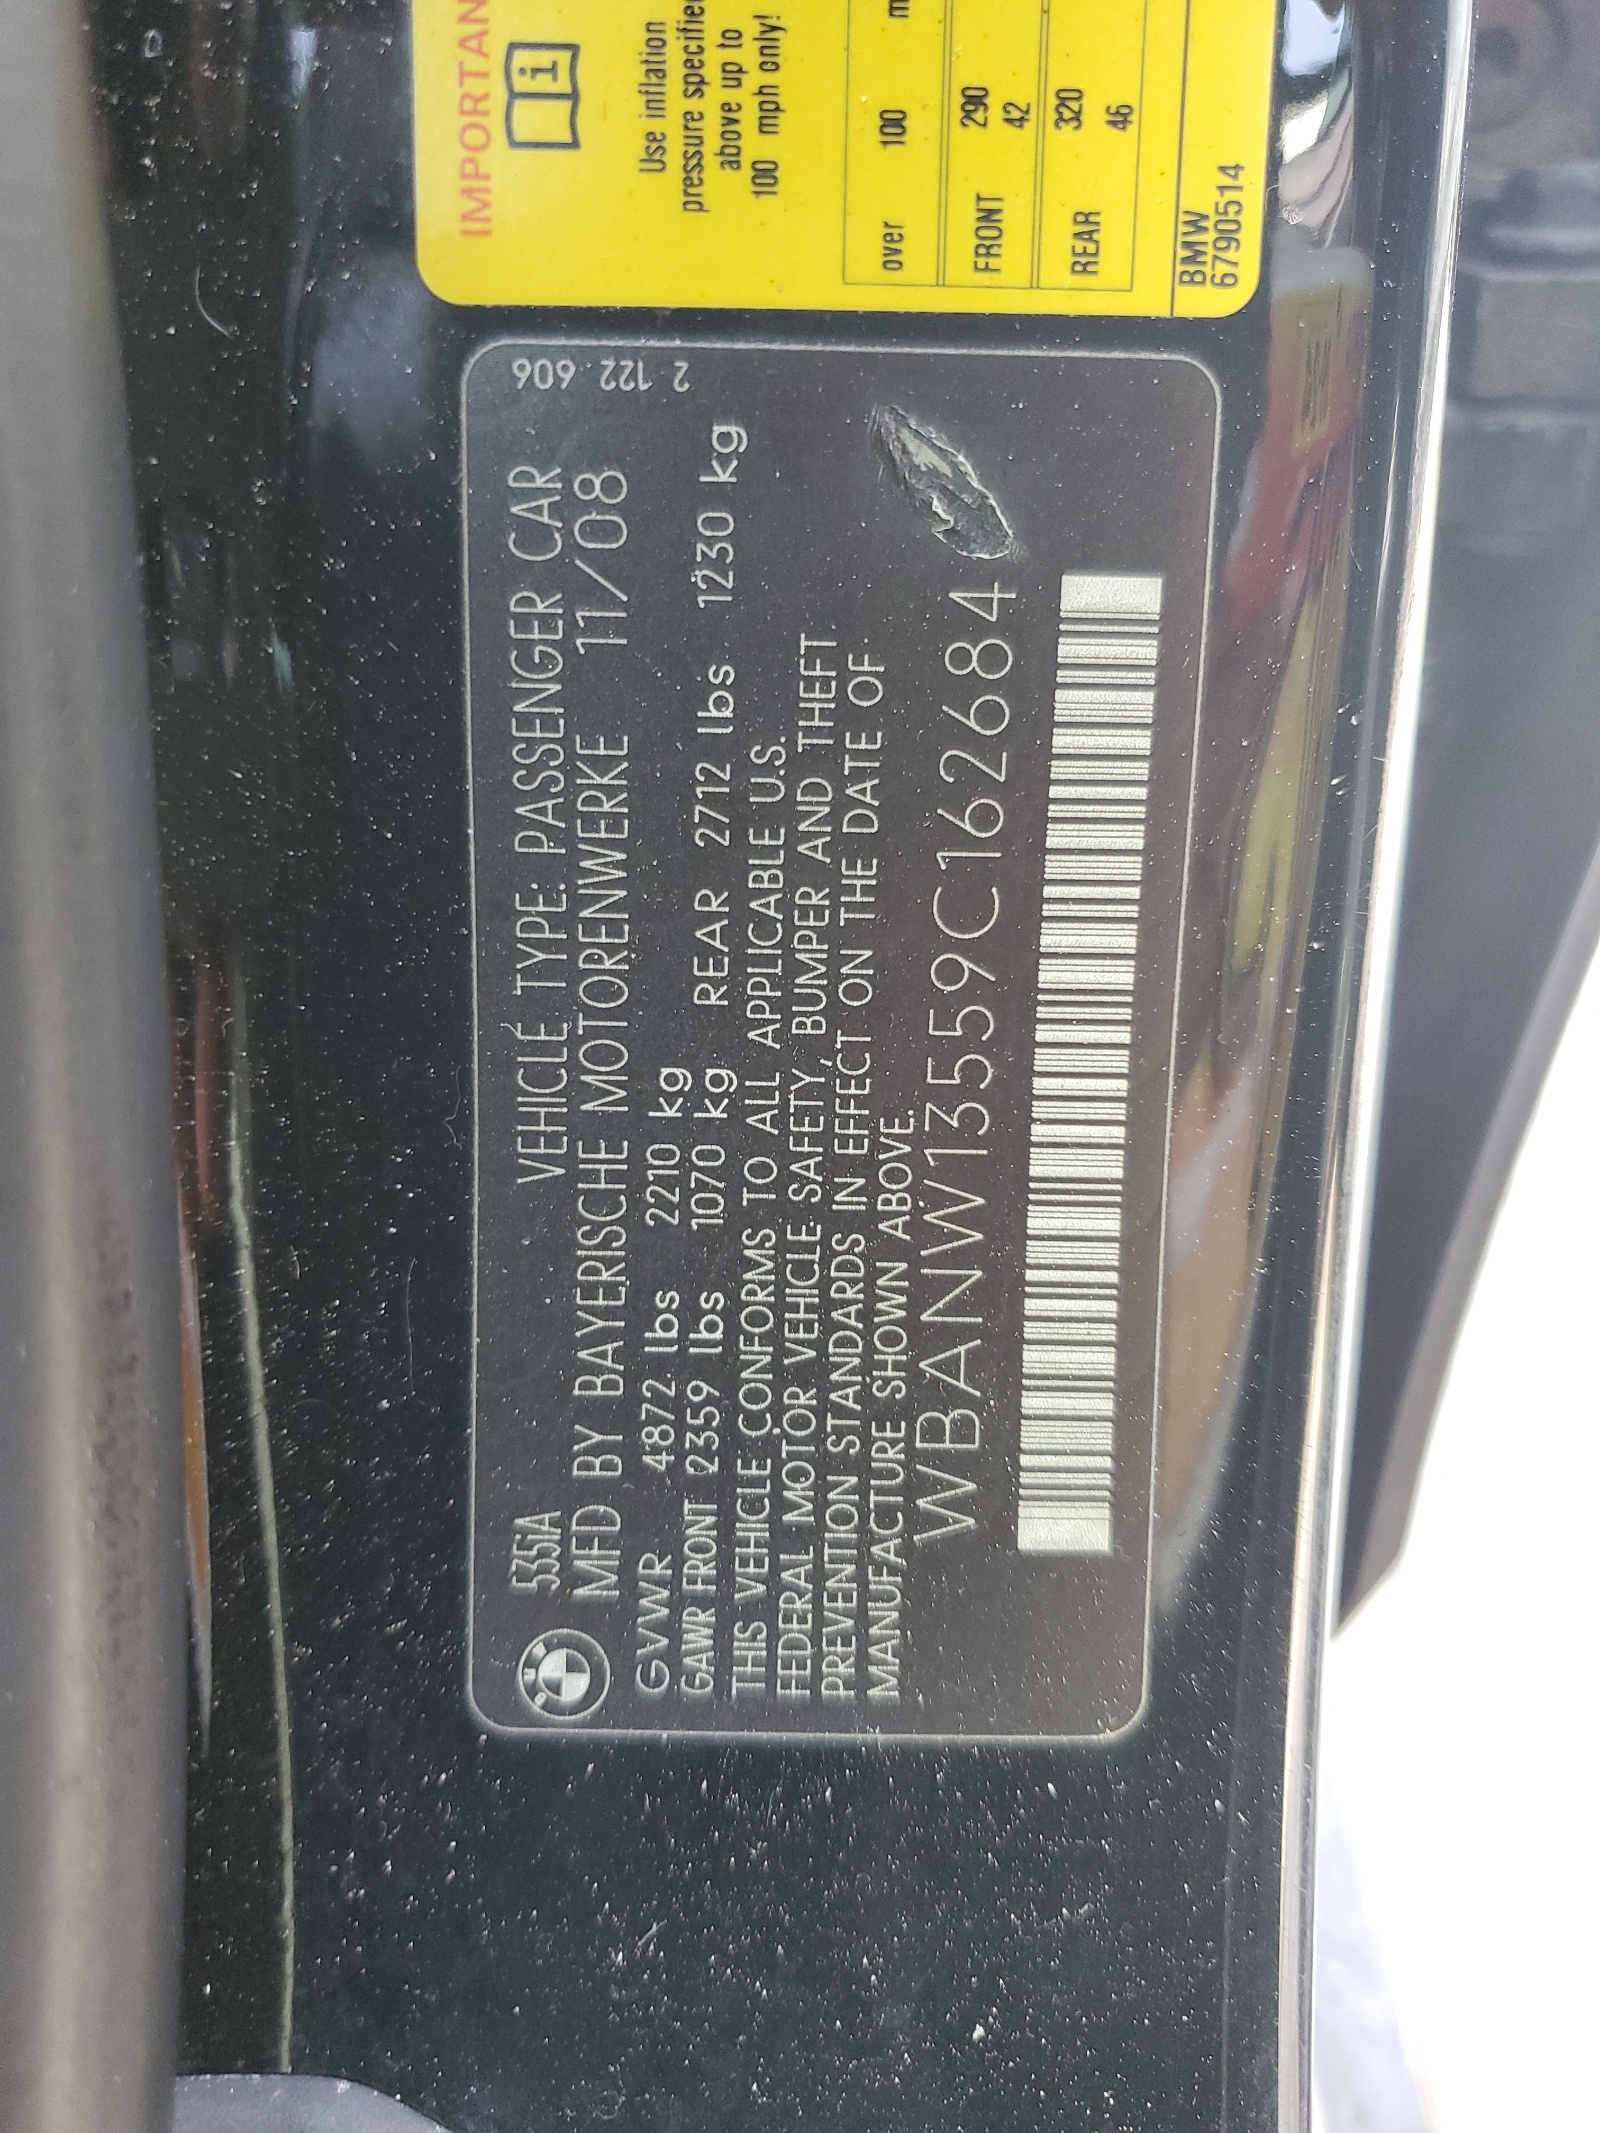 535iA VEHICLE TYPE: PASSENGER CAR
MFD BY BAYERISCHE MOTORENWERKE 11/08
GVWR 4872 lbs 2210 kg
GAWR FRONT 2359 lbs 1070 kg REAR 2712 lbs 1230 kg
THIS VEHICLE CONFORMS TO ALL APPLICABLE U.S.
FEDERAL MOTOR VEHICLE SAFETY, BUMPER AND THEFT
PREVENTION STANDARDS IN EFFECT ON THE DATE OF
MANUFACTURE SHOWN ABOVE.
WBANW13559C162684
2 122 606
IMPORTAN
i
Use inflation
pressure specifie
above up to
100 mph only!
over 100 m
FRONT 290
42
REAR 320
46
BMW
67905514